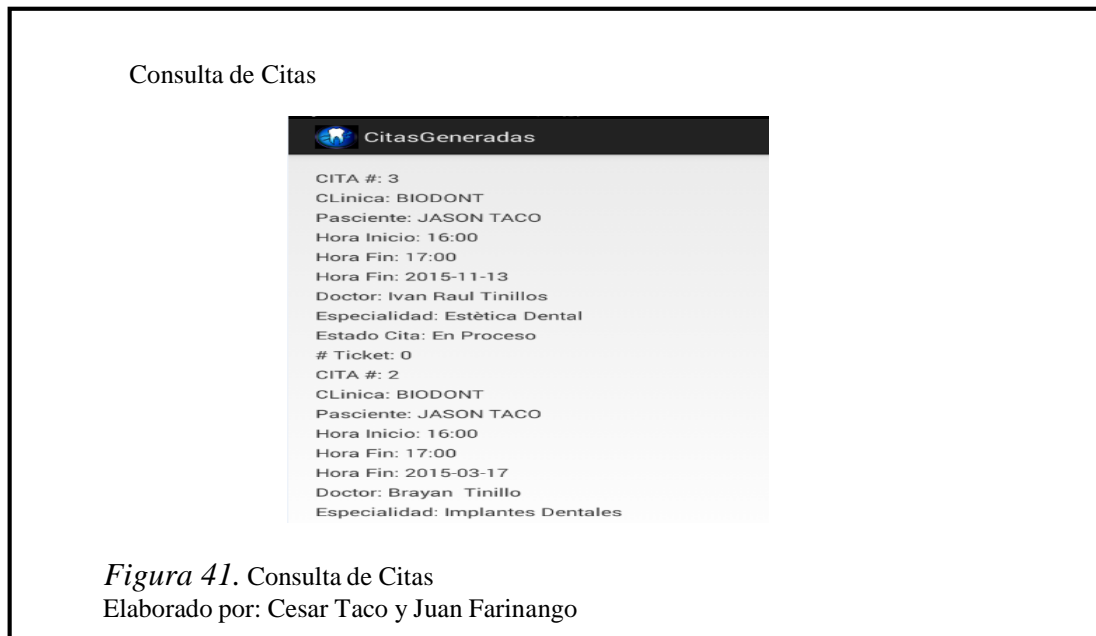 Consulta de Citas
CitasGeneradas
CITA #: 3
CLinica: BIODONT
Pasciente: JASON TACO
Hora Inicio: 16:00
Hora Fin: 17:00
Hora Fin: 2015-11-13
Doctor: Ivan Raul Tinillos
Especialidad: Estètica Dental
Estado Cita: En Proceso
# Ticket: 0
CITA #: 2
CLinica: BIODONT
Pasciente: JASON TACO
Hora Inicio: 16:00
Hora Fin: 17:00
Hora Fin: 2015-03-17
Doctor: Brayan  Tinillo
Especialidad: Implantes Dentales
Figura 41. Consulta de Citas
Elaborado por: Cesar Taco y Juan Farinango